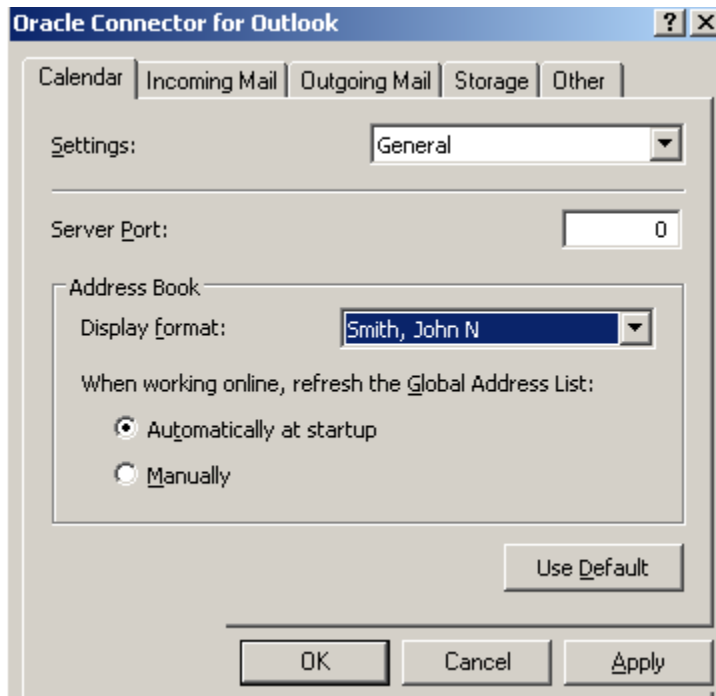 Oracle Connector for Outlook
Calendar Incoming Mail Outgoing Mail Storage Other
Settings: General
Server Port: 0
Address Book
Display format: Smith, John N
When working online, refresh the Global Address List:
Automatically at startup
Manually
Use Default
OK Cancel Apply